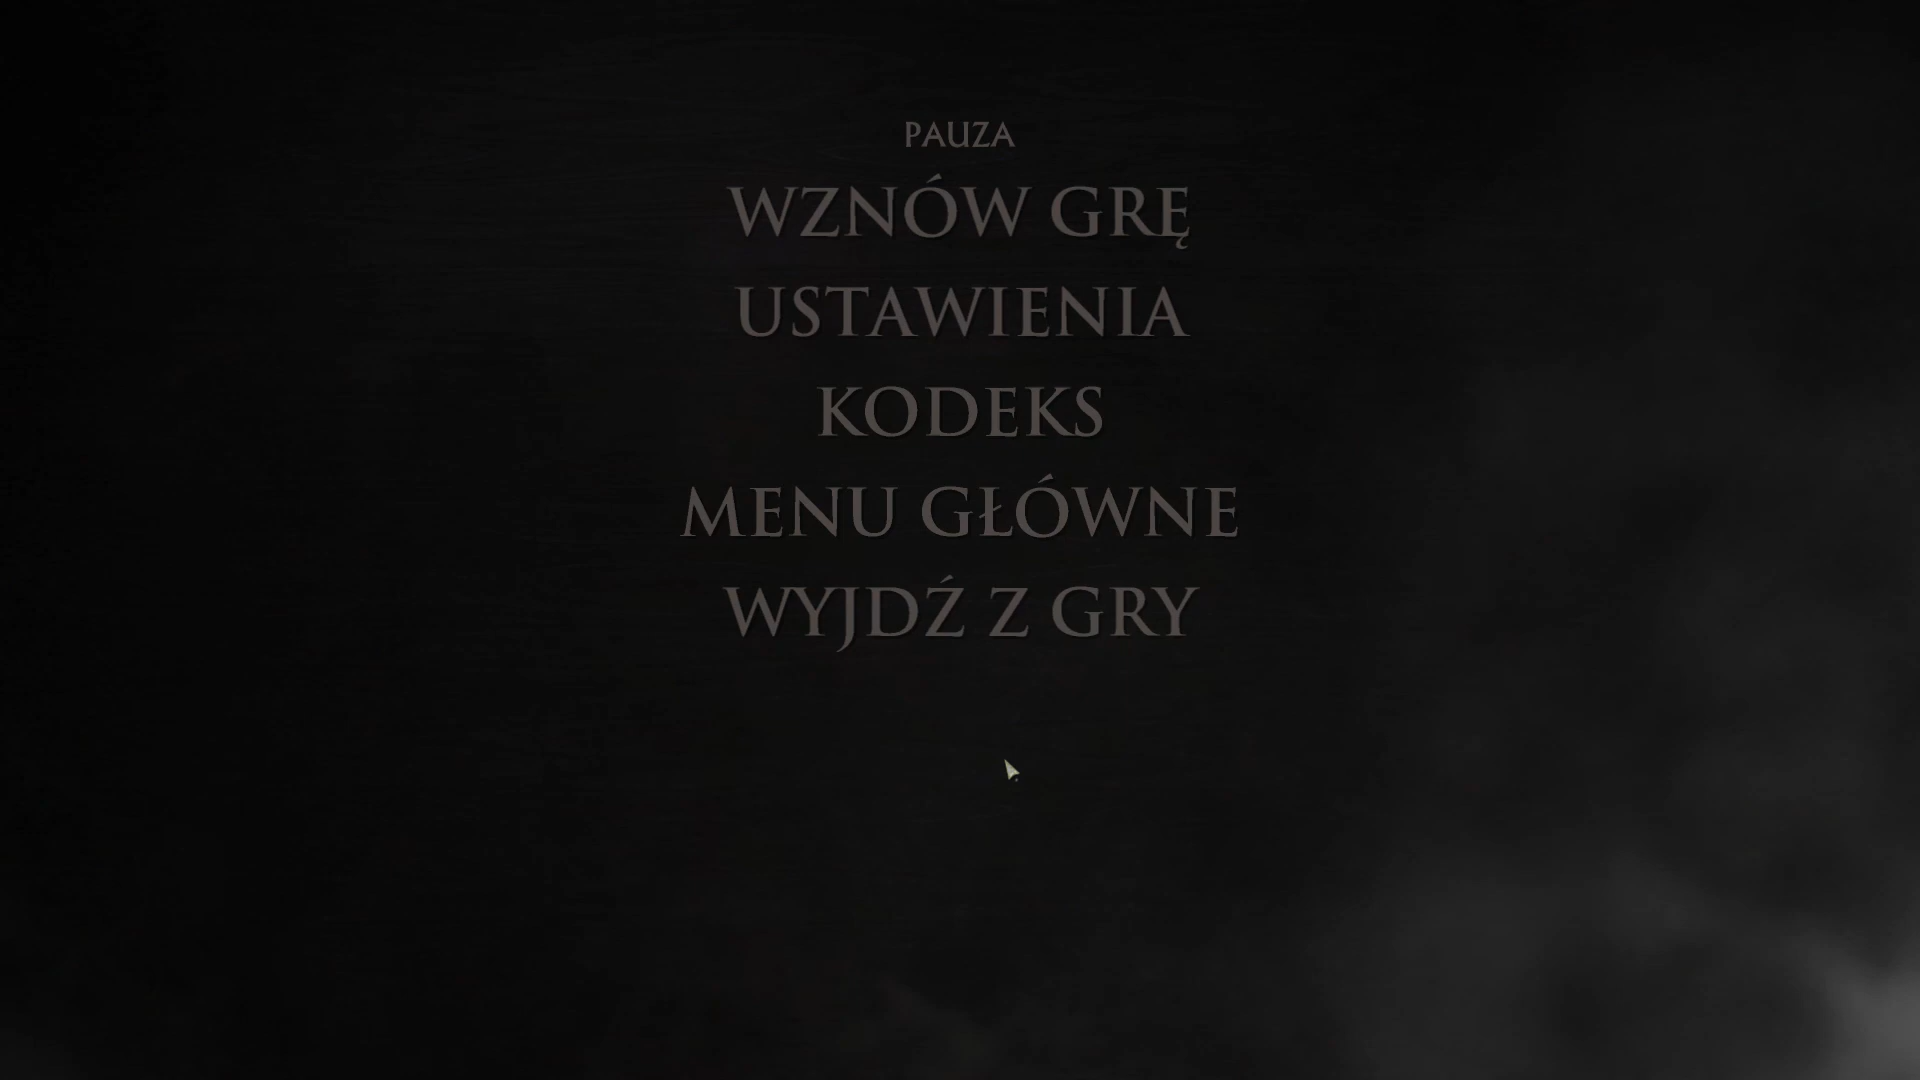 PAUZA
WZNÓW GRĘ
USTAWIENIA
KODEKS
MENU GŁÓWNE
WYJDŹ Z GRY